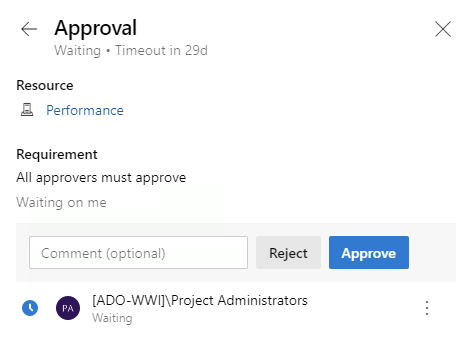 Approval
Waiting • Timeout in 29d
Resource
Performance
Requirement
All approvers must approve
Waiting on me
Comment (optional)
Reject
Approve
PA
[ADO-WWI]\Project Administrators
Waiting